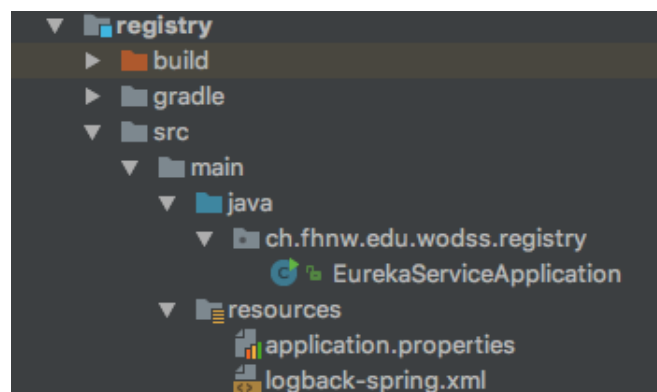 registry
build
gradle
src
main
java
ch.fhnw.edu.wodss.registry
EurekaServiceApplication
resources
application.properties
logback-spring.xml